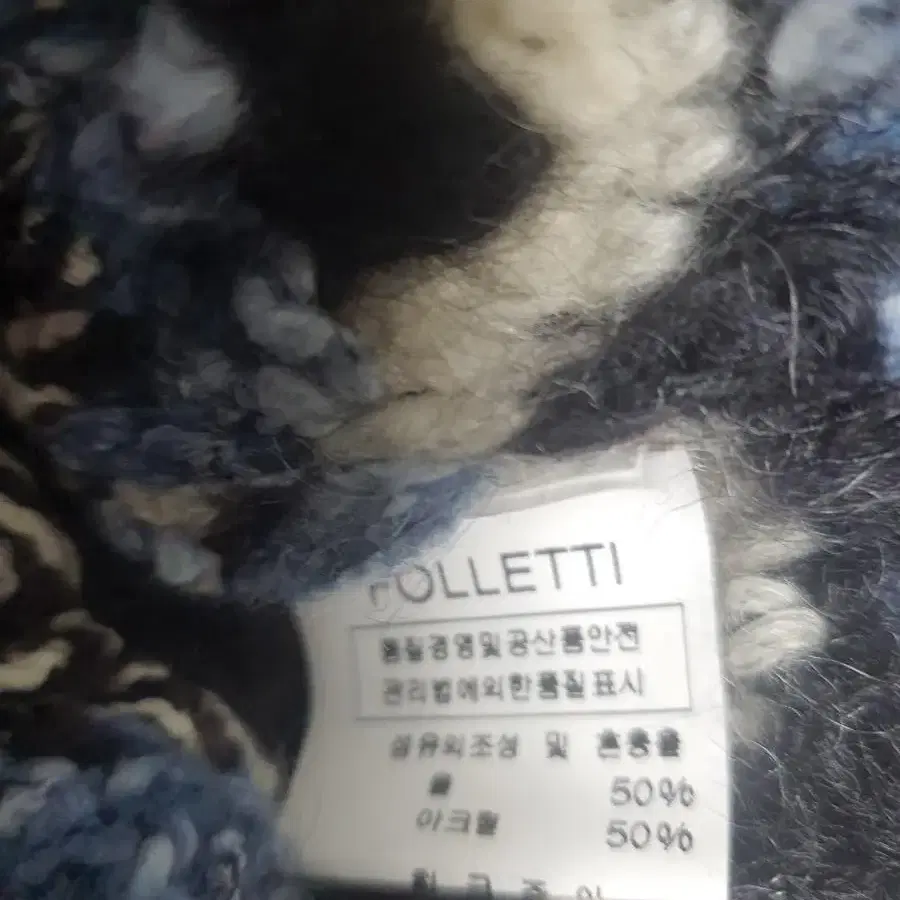 FOLLETTI
품질경영및공산품안전
관리법에의한품질표시
섬유의조성 및 혼용율
울 50%
아크릴 50%